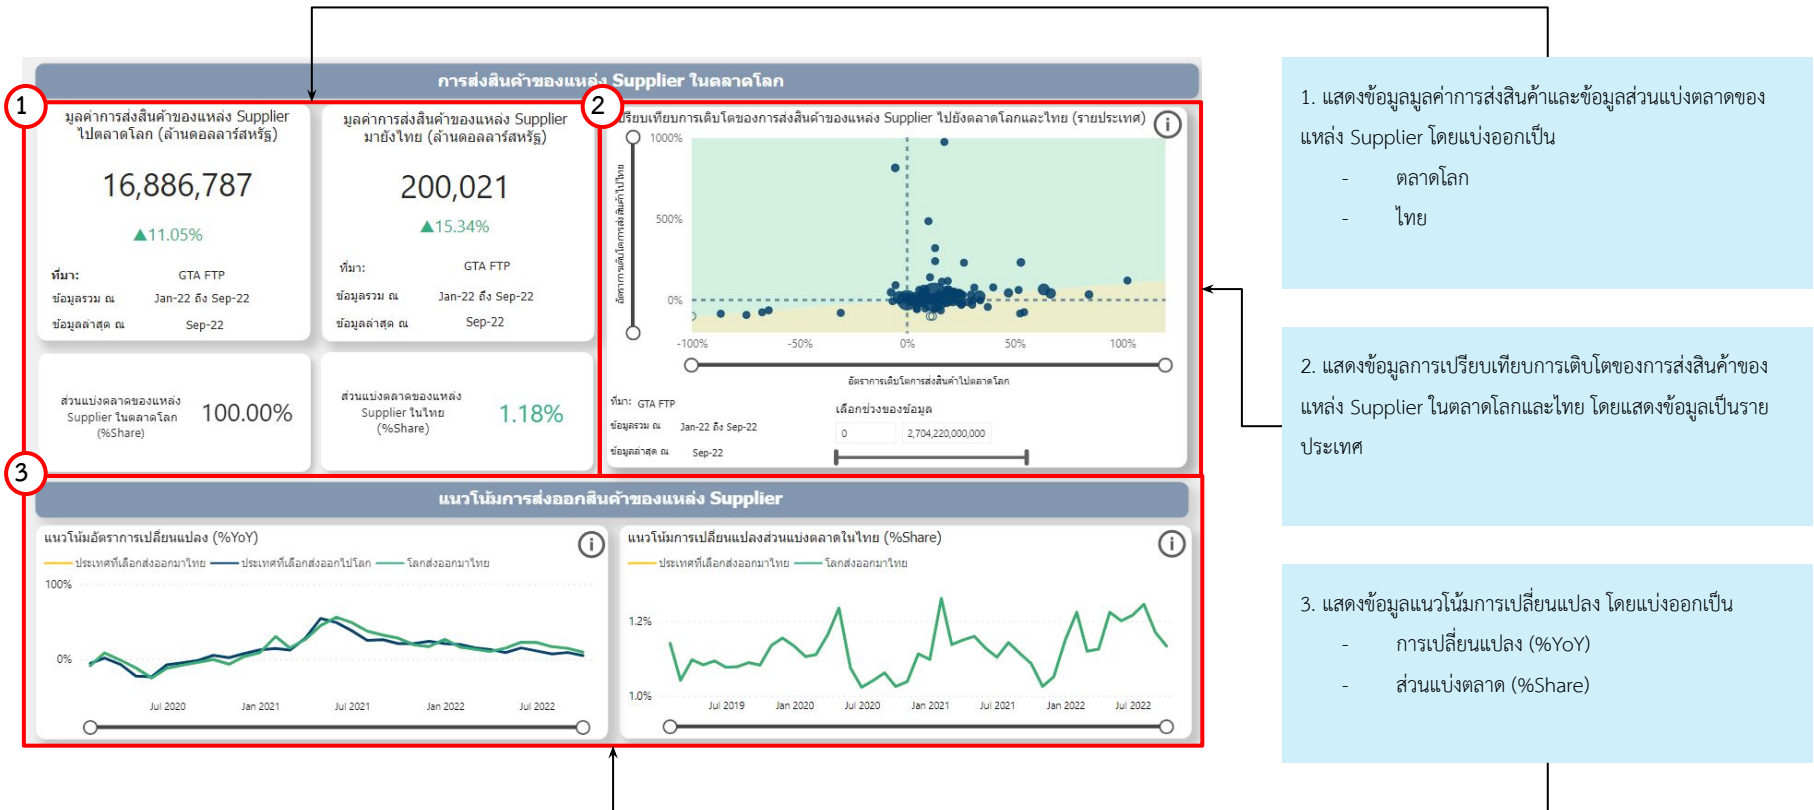 การส่งสินค้าของแหล่ง Supplier ในตลาดโลก
1
มูลค่าการส่งสินค้าของแหล่ง Supplier
ไปตลาดโลก (ล้านดอลลาร์สหรัฐ)
16,886,787
▲11.05%
ที่มา: GTA FTP
ข้อมูลรวม ณ Jan-22 ถึง Sep-22
ข้อมูลล่าสุด ณ Sep-22
มูลค่าการส่งสินค้าของแหล่ง Supplier
มายังไทย (ล้านดอลลาร์สหรัฐ)
200,021
▲15.34%
ที่มา: GTA FTP
ข้อมูลรวม ณ Jan-22 ถึง Sep-22
ข้อมูลล่าสุด ณ Sep-22
ส่วนแบ่งตลาดของแหล่ง
Supplier ในตลาดโลก
(%Share)
100.00%
ส่วนแบ่งตลาดของแหล่ง
Supplier ในไทย
(%Share)
1.18%
2
เปรียบเทียบการเติบโตของการส่งสินค้าของแหล่ง Supplier ไปยังตลาดโลกและไทย (รายประเทศ)
อัตราการเติบโตการส่งสินค้าไปไทย
1000%
500%
0%
-100% -50% 0% 50% 100%
อัตราการเติบโตการส่งสินค้าไปตลาดโลก
ที่มา: GTA FTP
ข้อมูลรวม ณ Jan-22 ถึง Sep-22
ข้อมูลล่าสุด ณ Sep-22
เลือกช่วงของข้อมูล
0 2,704,220,000,000
3
แนวโน้มการส่งออกสินค้าของแหล่ง Supplier
แนวโน้มอัตราการเปลี่ยนแปลง (%YoY)
ประเทศที่เลือกส่งออกมาไทย ประเทศที่เลือกส่งออกไปโลก โลกส่งออกมาไทย
100%
0%
Jul 2020 Jan 2021 Jul 2021 Jan 2022 Jul 2022
แนวโน้มการเปลี่ยนแปลงส่วนแบ่งตลาดในไทย (%Share)
ประเทศที่เลือกส่งออกมาไทย โลกส่งออกมาไทย
1.2%
1.0%
Jul 2019 Jan 2020 Jul 2020 Jan 2021 Jul 2021 Jan 2022 Jul 2022
1. แสดงข้อมูลมูลค่าการส่งสินค้าและข้อมูลส่วนแบ่งตลาดของ
แหล่ง Supplier โดยแบ่งออกเป็น
- ตลาดโลก
- ไทย
2. แสดงข้อมูลการเปรียบเทียบการเติบโตของการส่งสินค้าของ
แหล่ง Supplier ในตลาดโลกและไทย โดยแสดงข้อมูลเป็นราย
ประเทศ
3. แสดงข้อมูลแนวโน้มการเปลี่ยนแปลง โดยแบ่งออกเป็น
- การเปลี่ยนแปลง (%YoY)
- ส่วนแบ่งตลาด (%Share)